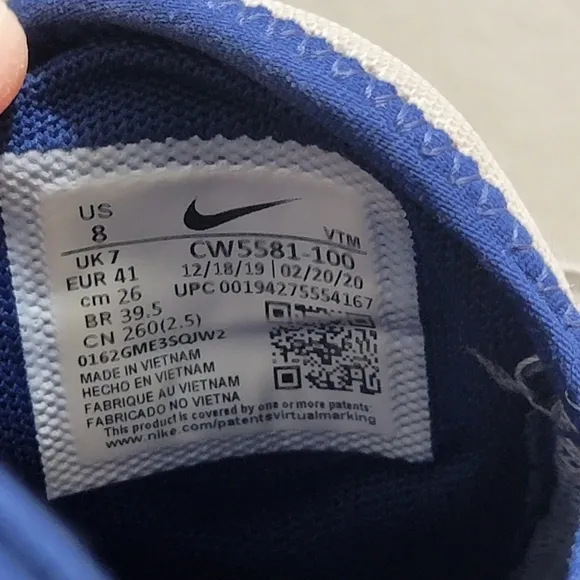 US
8
VTM
UK 7
CW5581-100
EUR 41
12/18/19 | 02/20/20
cm 26
UPC 00194275554167
BR 39.5
CN 260(2.5)
0162GME3SQJW2
MADE IN VIETNAM
HECHO EN VIETNAM
FABRIQUE AU VIETNAM
FABRICADO NO VIETNA
This product is covered by one or more patents:
www.nike.com/patentsvirtualmarking